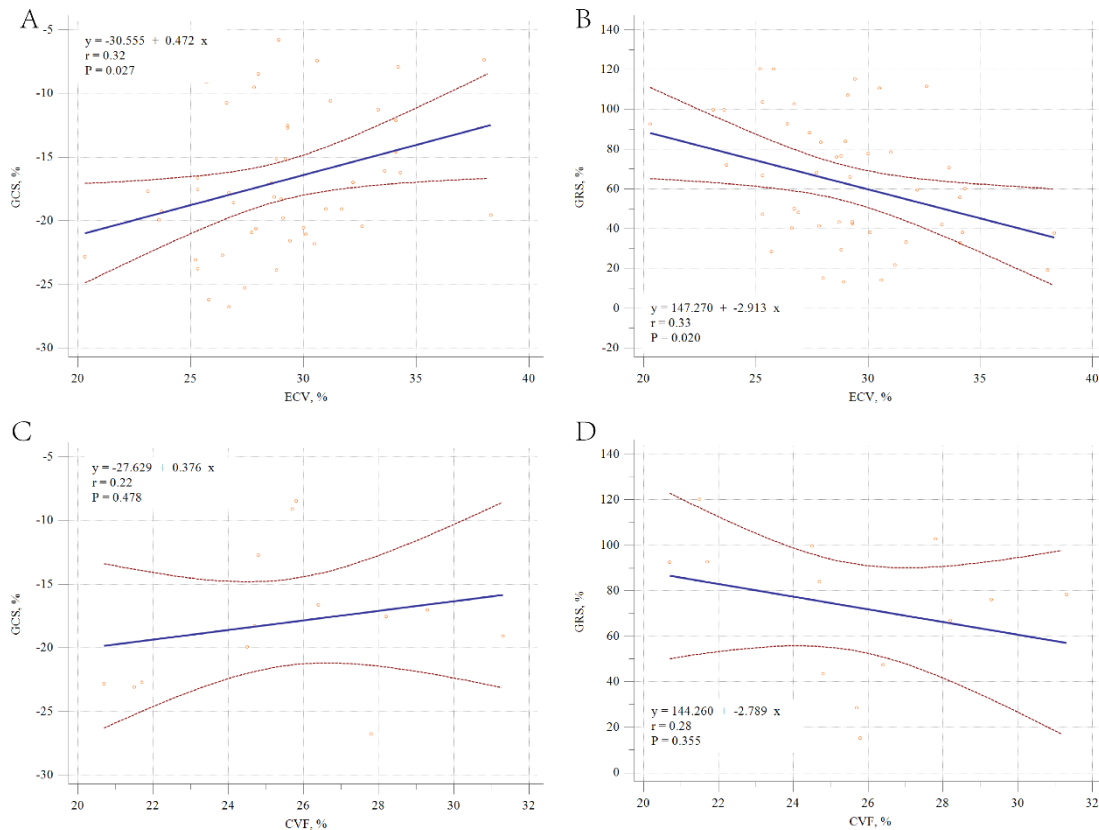 A
y = -30.555 + 0.472 x
r = 0.32
P = 0.027
-5
-10
-15
-20
-25
-30
GCS, %
20
25
30
35
40
ECV, %
B
140
120
100
80
60
40
20
0
-20
GRS, %
y = 147.270 + -2.913 x
r = 0.33
P = 0.020
20
25
30
35
40
ECV, %
C
y = -27.629 + 0.376 x
r = 0.22
P = 0.478
-5
-10
-15
-20
-25
-30
GCS, %
20
22
24
26
28
30
32
CVF, %
D
140
120
100
80
60
40
20
0
GRS, %
y = 144.260 + -2.789 x
r = 0.28
P = 0.355
20
22
24
26
28
30
32
CVF, %